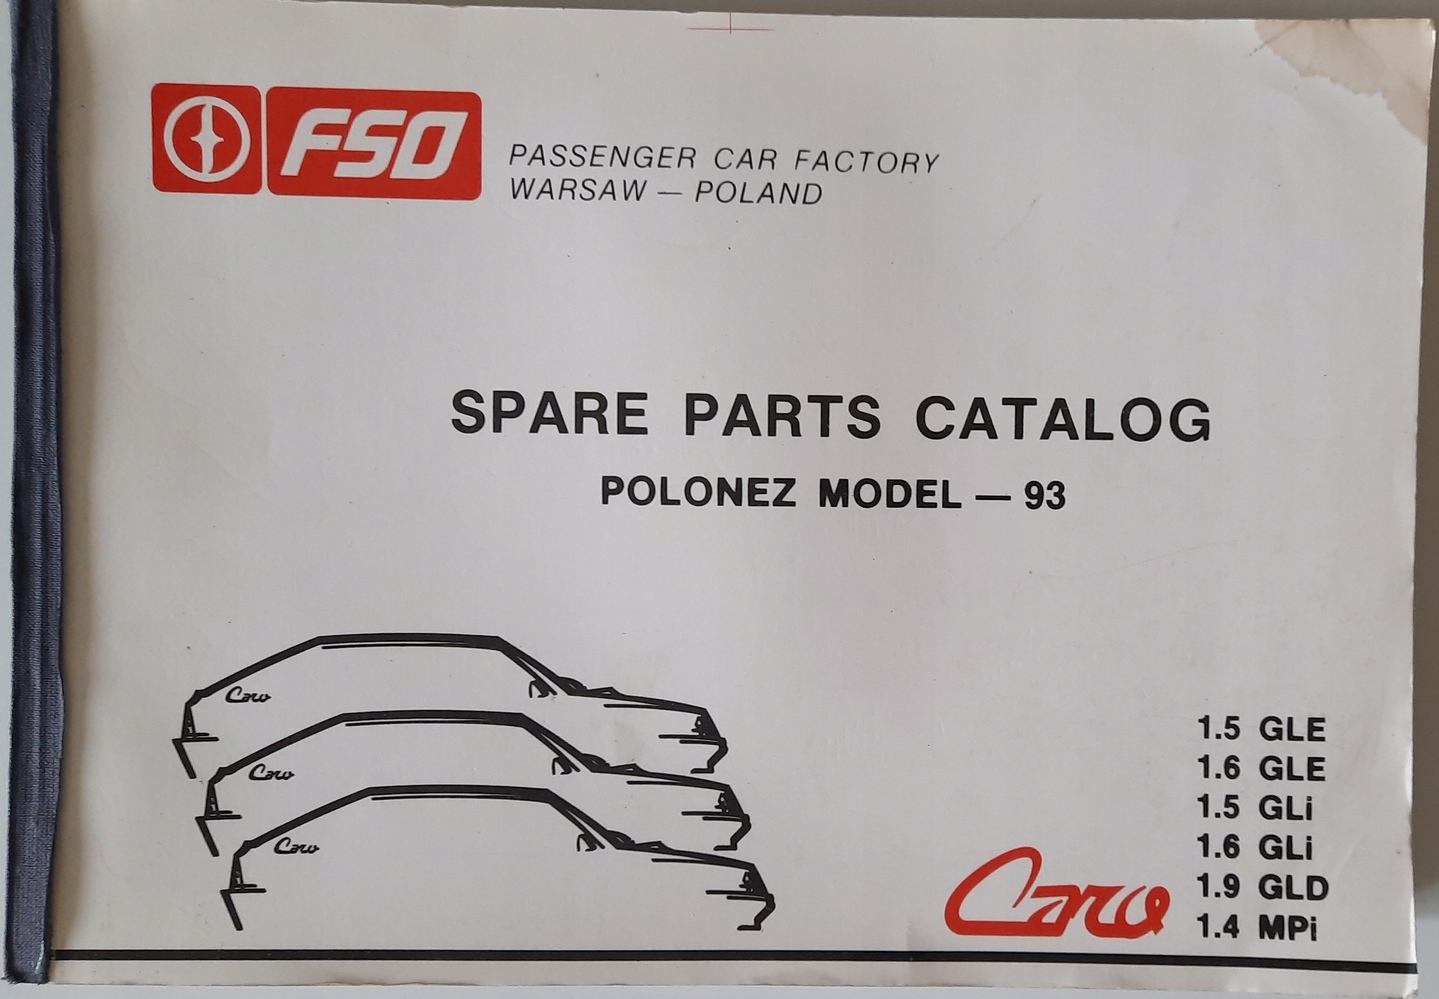 FSO
PASSENGER CAR FACTORY
WARSAW — POLAND
SPARE PARTS CATALOG
POLONEZ MODEL — 93
Caro
Caro
Caro
Caro
1.5 GLE
1.6 GLE
1.5 GLi
1.6 GLi
1.9 GLD
1.4 MPi